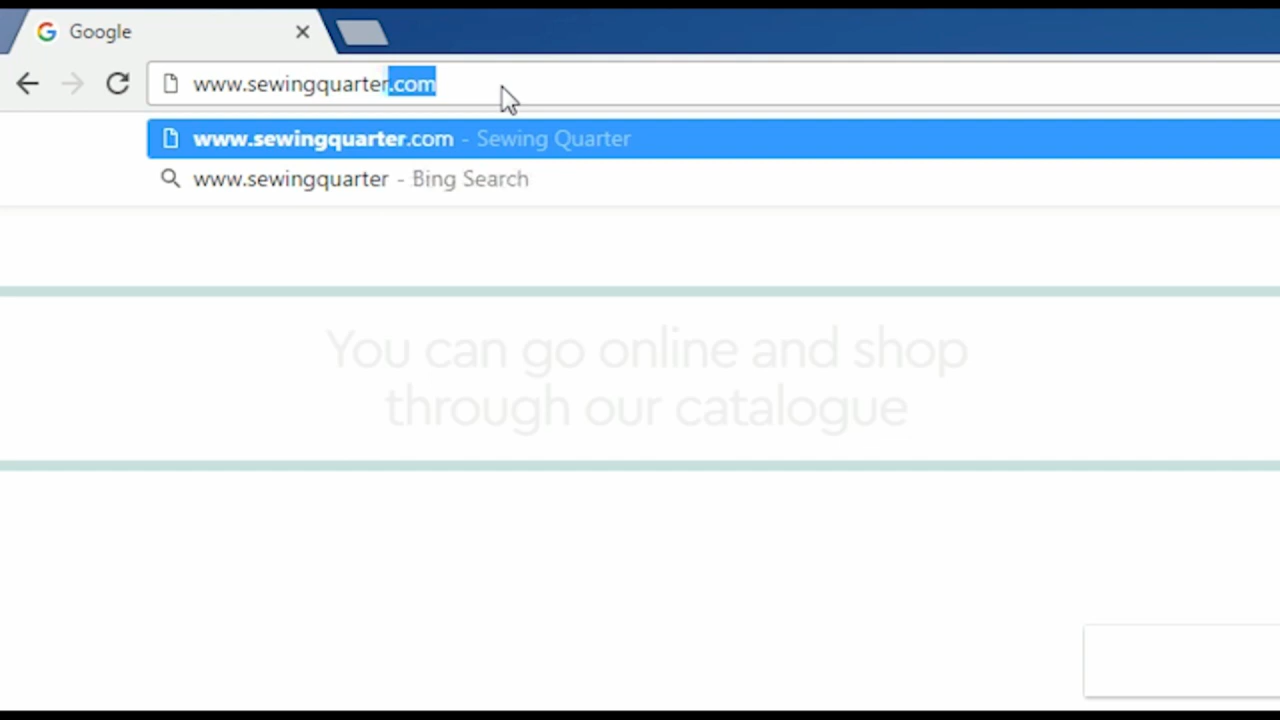 Google
www.sewingquarter.com
www.sewingquarter.com - Sewing Quarter
www.sewingquarter - Bing Search
You can go online and shop
through our catalogue